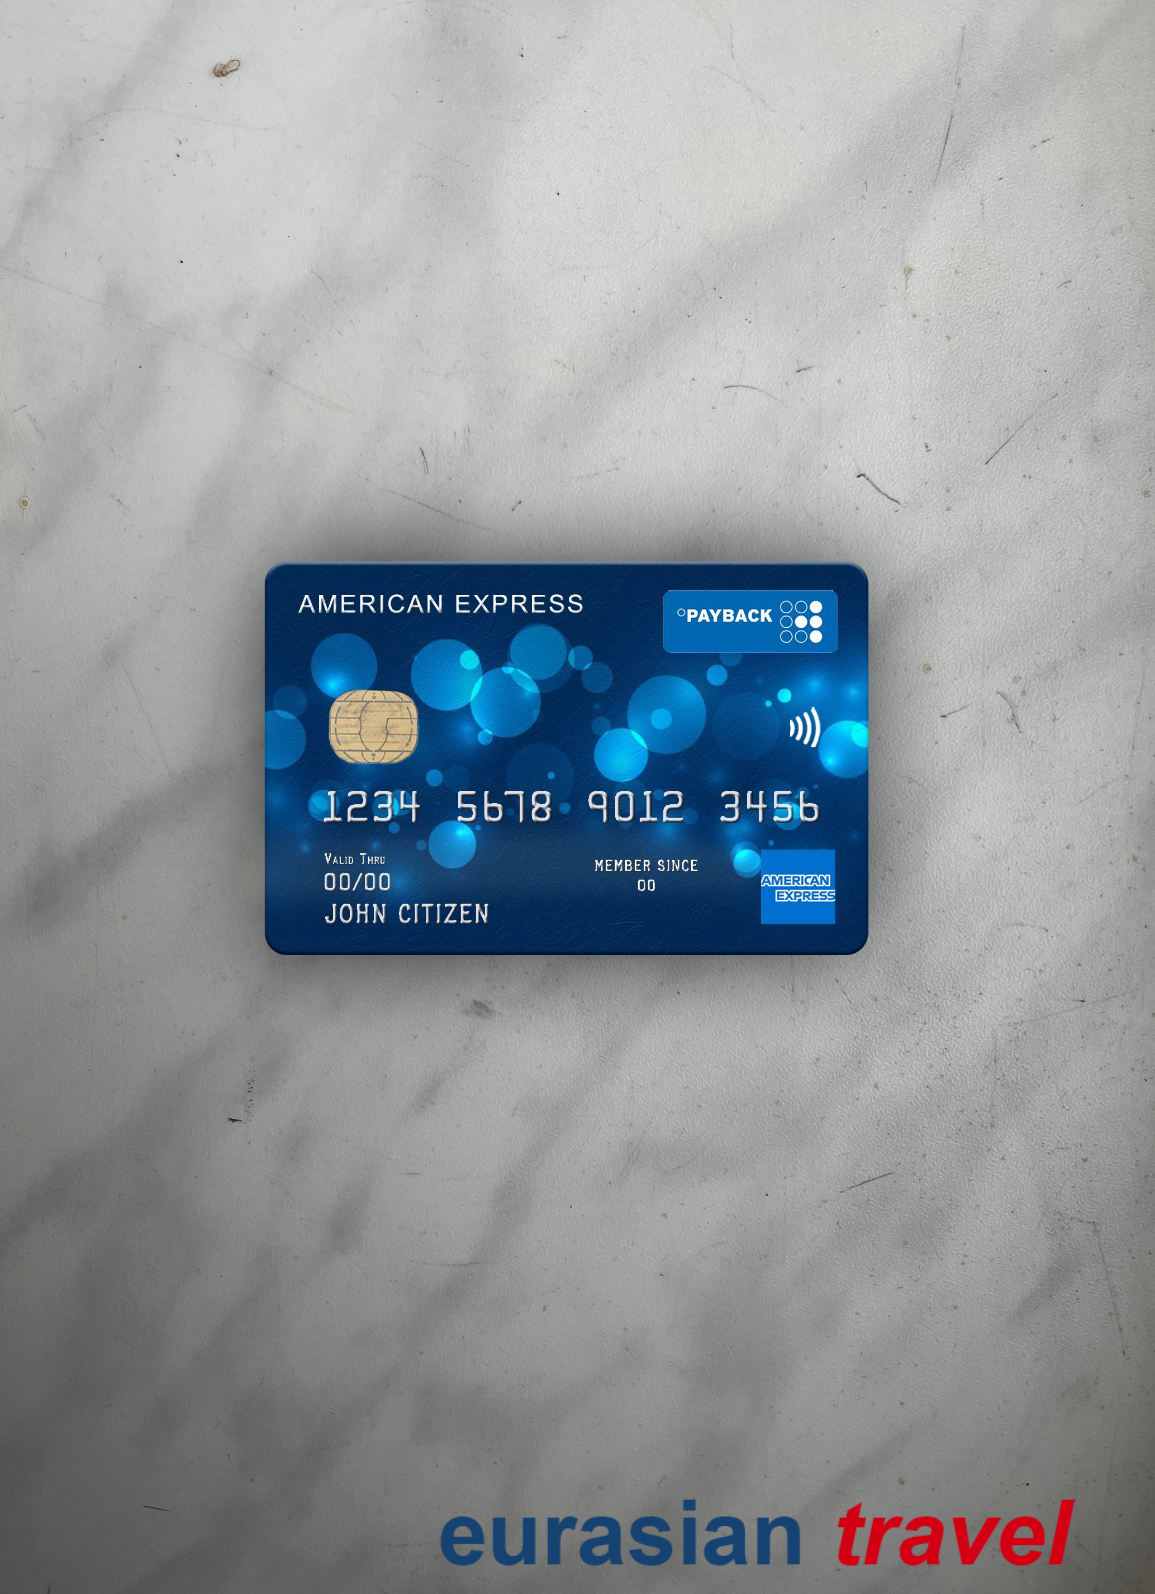 AMERICAN EXPRESS
°PAYBACK
1234 5678 9012 3456
VALID THRU
00/00
MEMBER SINCE
00
JOHN CITIZEN
AMERICAN
EXPRESS
eurasian travel